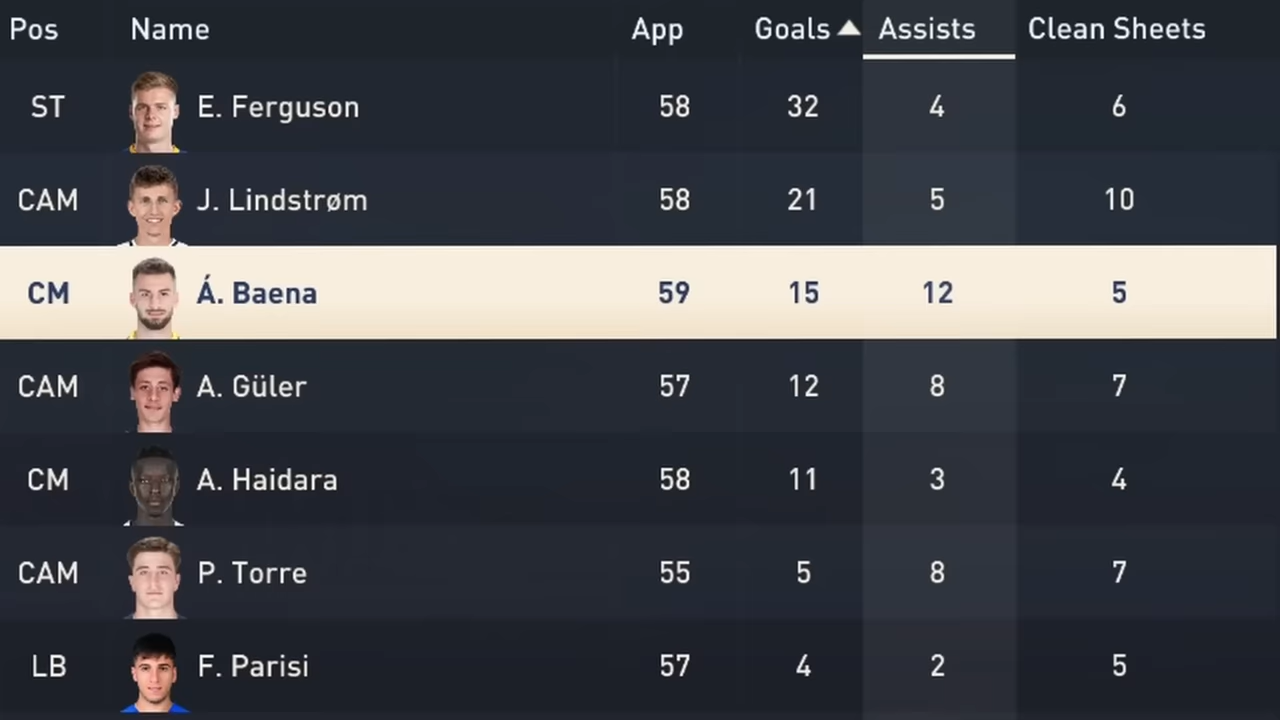 Pos Name App Goals Assists Clean Sheets
ST E. Ferguson 58 32 4 6
CAM J. Lindstrøm 58 21 5 10
CM Á. Baena 59 15 12 5
CAM A. Güler 57 12 8 7
CM A. Haidara 58 11 3 4
CAM P. Torre 55 5 8 7
LB F. Parisi 57 4 2 5